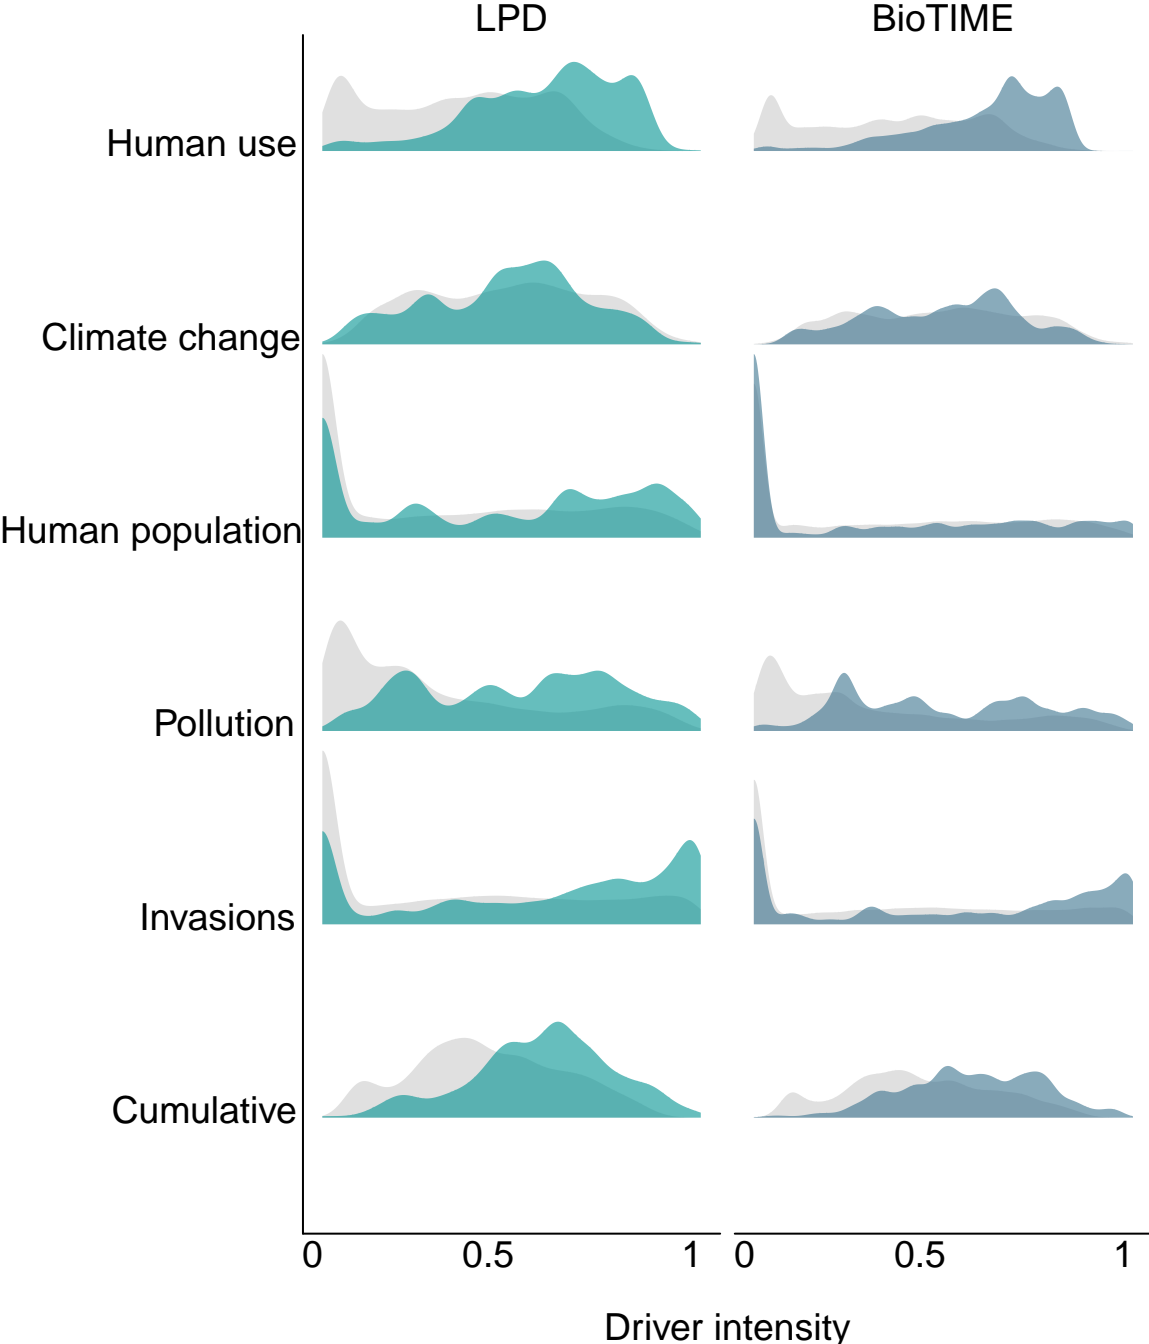 LPD
BioTIME
Human use
Climate change
Human population
Pollution
Invasions
Cumulative
0 0.5 1
0 0.5 1
Driver intensity